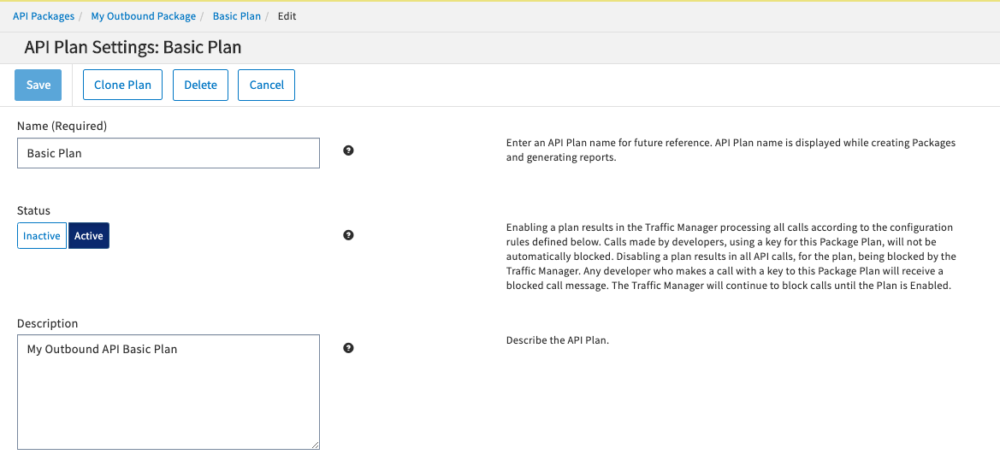 API Packages / My Outbound Package / Basic Plan / Edit
API Plan Settings: Basic Plan
Save Clone Plan Delete Cancel
Name (Required)
Basic Plan
?
Enter an API Plan name for future reference. API Plan name is displayed while creating Packages
and generating reports.
Status
Inactive Active
?
Enabling a plan results in the Traffic Manager processing all calls according to the configuration
rules defined below. Calls made by developers, using a key for this Package Plan, will not be
automatically blocked. Disabling a plan results in all API calls, for the plan, being blocked by the
Traffic Manager. Any developer who makes a call with a key to this Package Plan will receive a
blocked call message. The Traffic Manager will continue to block calls until the Plan is Enabled.
Description
My Outbound API Basic Plan
?
Describe the API Plan.